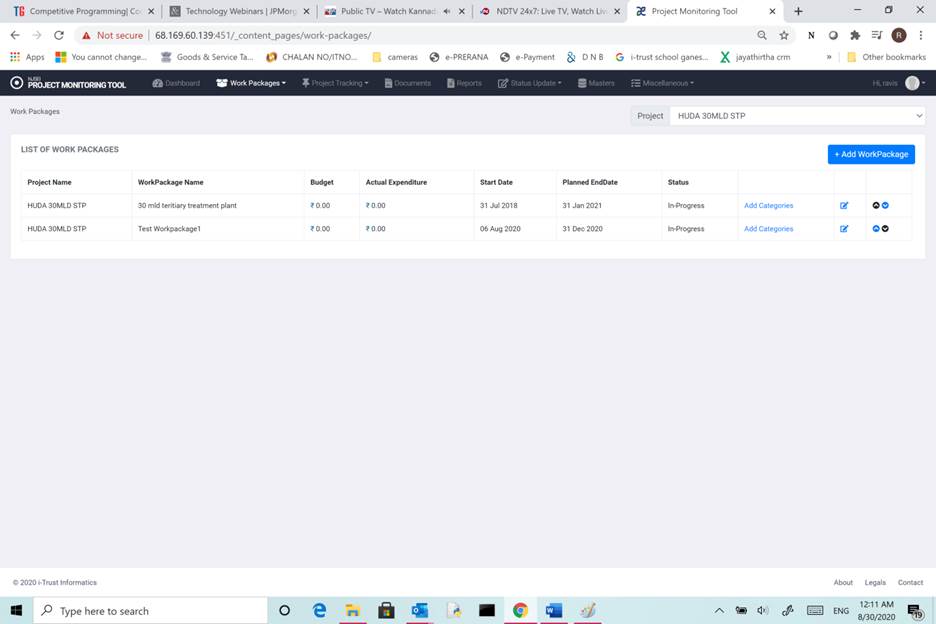 TG Competitive Programming| Co
Technology Webinars | JPMorg
Public TV – Watch Kannad
NDTV 24x7: Live TV, Watch Liv
Project Monitoring Tool
Not secure | 68.169.60.139:451/_content_pages/work-packages/
N
R
Apps
You cannot change...
Goods & Service Ta...
CHALAN NO/ITNO...
cameras
e-PRERANA
e-Payment
D N B
i-trust school ganes...
jayathirtha crm
»
Other bookmarks
PROJECT MONITORING TOOL
Dashboard
Work Packages
Project Tracking
Documents
Reports
Status Update
Masters
Miscellaneous
Hi, ravis
Work Packages
Project HUDA 30MLD STP
LIST OF WORK PACKAGES
+ Add WorkPackage
Project Name WorkPackage Name Budget Actual Expenditure Start Date Planned EndDate Status
HUDA 30MLD STP 30 mld teritiary treatment plant ₹ 0.00 ₹ 0.00 31 Jul 2018 31 Jan 2021 In-Progress Add Categories
HUDA 30MLD STP Test Workpackage1 ₹ 0.00 ₹ 0.00 06 Aug 2020 31 Dec 2020 In-Progress Add Categories
© 2020 i-Trust Informatics
About Legals Contact
Type here to search
ENG
12:11 AM
8/30/2020
19